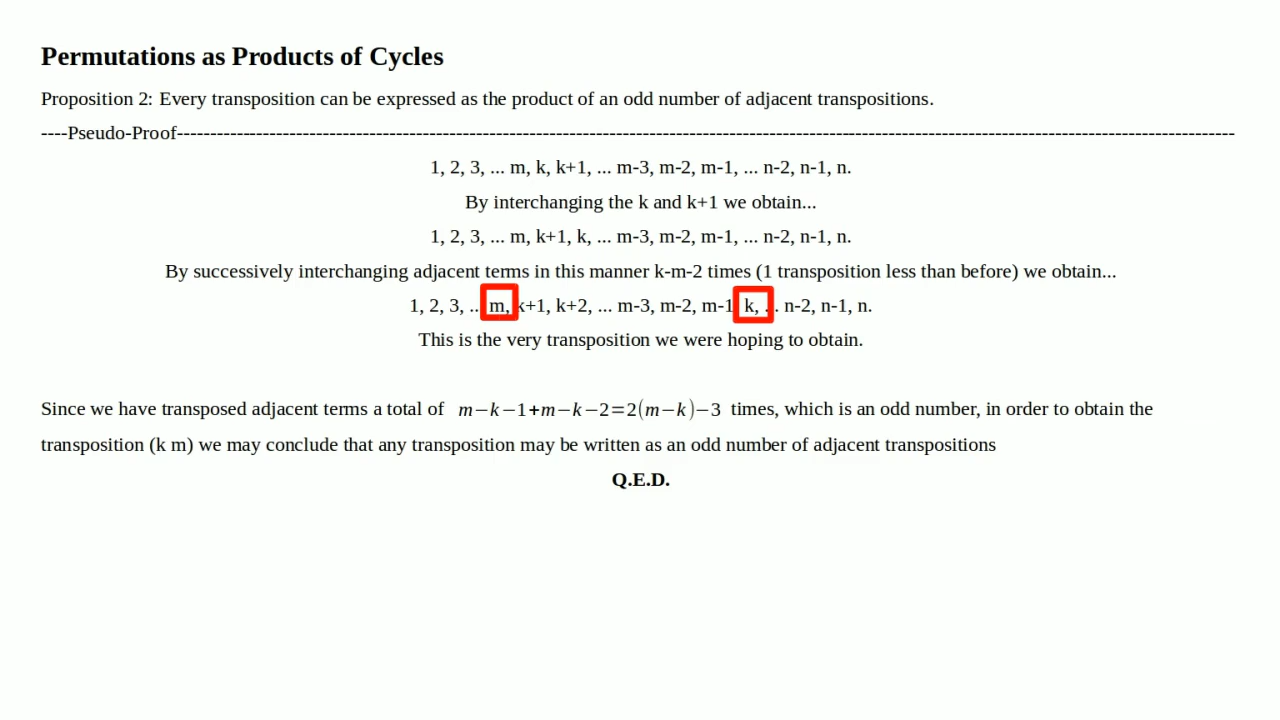 Permutations as Products of Cycles
Proposition 2: Every transposition can be expressed as the product of an odd number of adjacent transpositions.
----Pseudo-Proof----------------------------------------------------------------------------------------------------------------------------------------------------------------
1, 2, 3, ... m, k, k+1, ... m-3, m-2, m-1, ... n-2, n-1, n.
By interchanging the k and k+1 we obtain...
1, 2, 3, ... m, k+1, k, ... m-3, m-2, m-1, ... n-2, n-1, n.
By successively interchanging adjacent terms in this manner k-m-2 times (1 transposition less than before) we obtain...
1, 2, 3, ... m, k+1, k+2, ... m-3, m-2, m-1, k, ... n-2, n-1, n.
This is the very transposition we were hoping to obtain.
Since we have transposed adjacent terms a total of m−k−1+m−k−2=2(m−k)−3 times, which is an odd number, in order to obtain the
transposition (k m) we may conclude that any transposition may be written as an odd number of adjacent transpositions
Q.E.D.